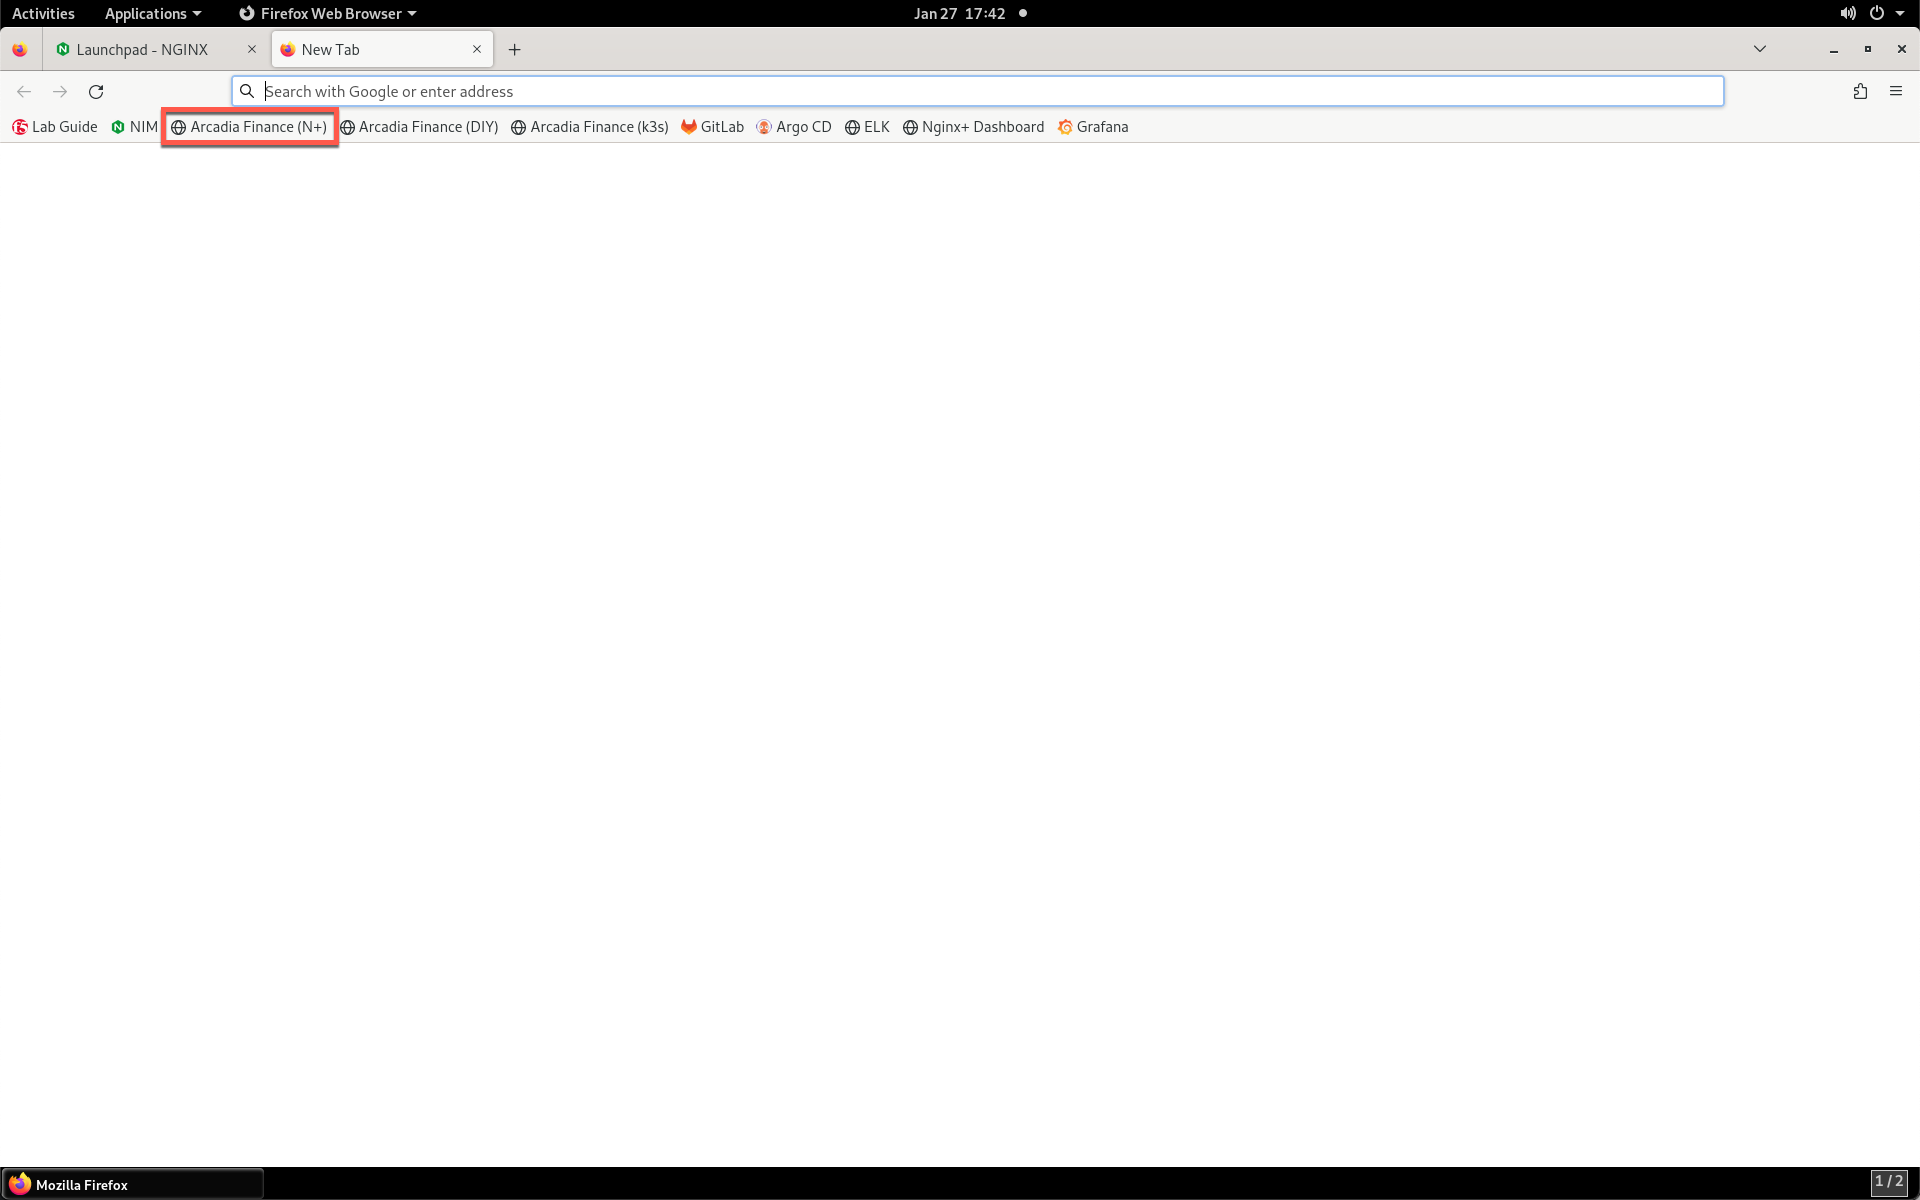 Activities Applications Firefox Web Browser Jan 27 17:42
Launchpad - NGINX New Tab
Search with Google or enter address
Lab Guide NIM Arcadia Finance (N+) Arcadia Finance (DIY) Arcadia Finance (k3s) GitLab Argo CD ELK Nginx+ Dashboard Grafana
Mozilla Firefox 1 / 2